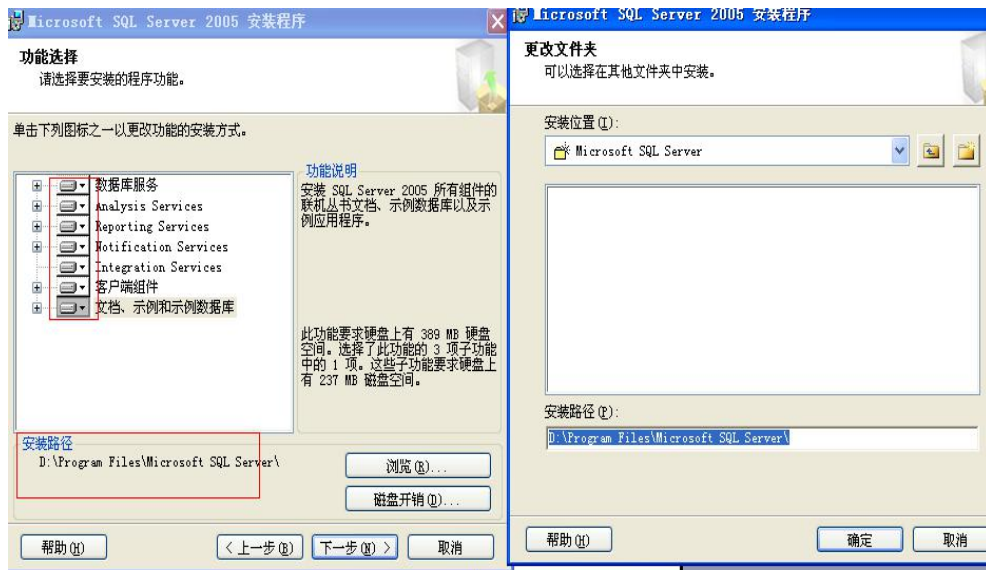 Microsoft SQL Server 2005 安装程序
功能选择
请选择要安装的程序功能。
单击下列图标之一以更改功能的安装方式。
数据库服务
Analysis Services
Reporting Services
Notification Services
Integration Services
客户端组件
文档、示例和示例数据库
功能说明
安装 SQL Server 2005 所有组件的
联机丛书文档、示例数据库以及示
例应用程序。
此功能要求硬盘上有 389 MB 硬盘
空间。选择了此功能的 3 项子功能
中的 1 项。这些子功能要求硬盘上
有 237 MB 磁盘空间。
安装路径
D:\Program Files\Microsoft SQL Server\
浏览(R)...
磁盘开销(D)...
帮助(H)
< 上一步(B)
下一步(N) >
取消
Microsoft SQL Server 2005 安装程序
更改文件夹
可以选择在其他文件夹中安装。
安装位置(I):
Microsoft SQL Server
安装路径(P):
D:\Program Files\Microsoft SQL Server\
帮助(H)
确定
取消